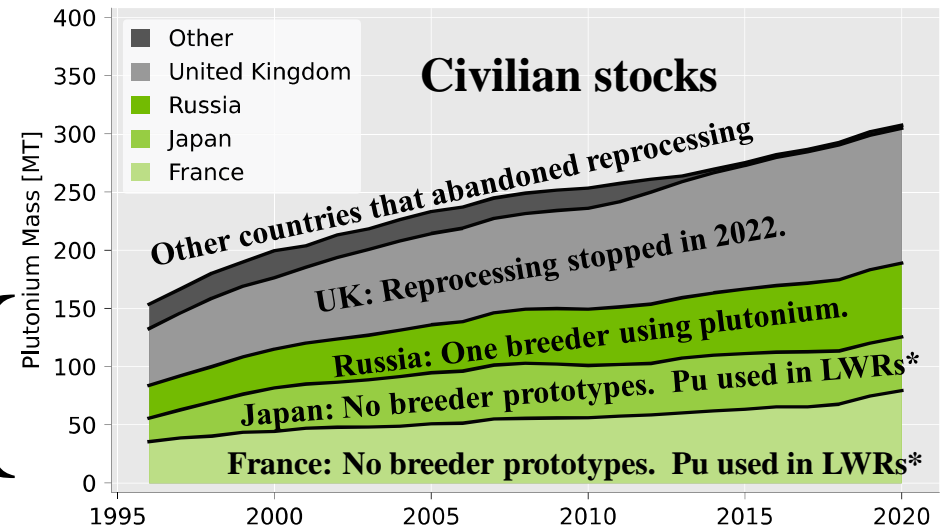 Civilian stocks
Other
United Kingdom
Russia
Japan
France
Plutonium Mass [MT]
400
350
300
250
200
150
100
50
0
Other countries that abandoned reprocessing
UK: Reprocessing stopped in 2022.
Russia: One breeder using plutonium.
Japan: No breeder prototypes. Pu used in LWRs*
France: No breeder prototypes. Pu used in LWRs*
1995 2000 2005 2010 2015 2020